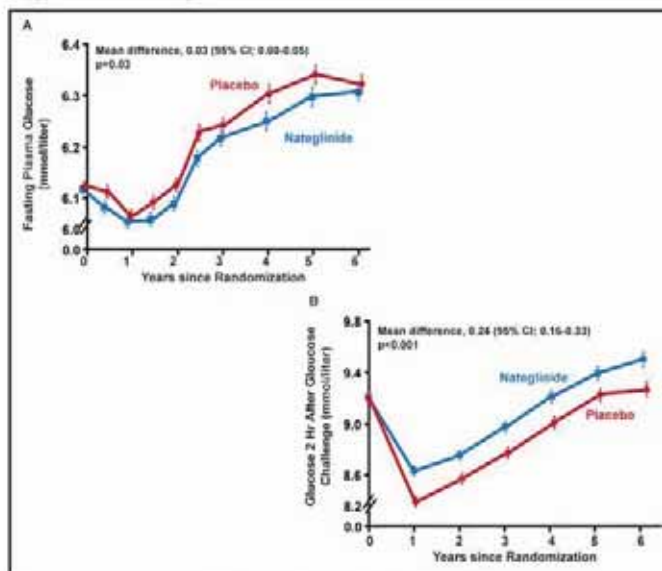 A
Mean difference, 0.03 (95% CI; 0.00-0.05)
p=0.03
6.4
6.3
6.2
6.1
6.0
0.0
Fasting Plasma Glucose
(mmol/liter)
Placebo
Nateglinide
0 1 2 3 4 5 6
Years since Randomization
B
Mean difference, 0.24 (95% CI; 0.15-0.33)
p<0.001
9.8
9.4
9.0
8.6
8.2
0.0
Glucose 2 Hr After Gloucose
Challenge (mmol/liter)
Nateglinide
Placebo
0 1 2 3 4 5 6
Years since Randomization